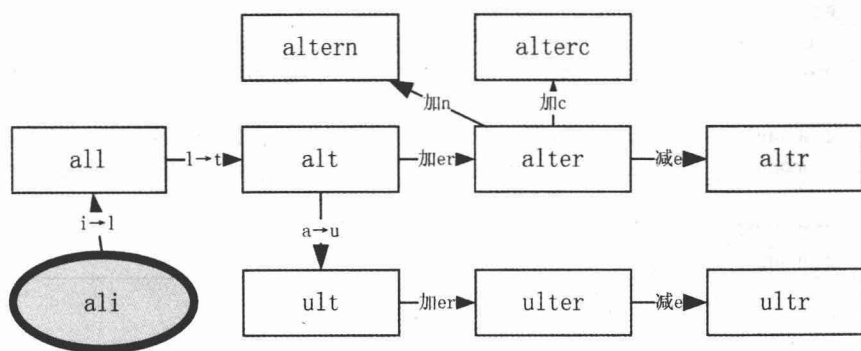 altern
alterc
加n
加c
all
l→t
alt
加er
alter
减e
altr
i→l
a→u
ali
ult
加er
ulter
减e
ultr